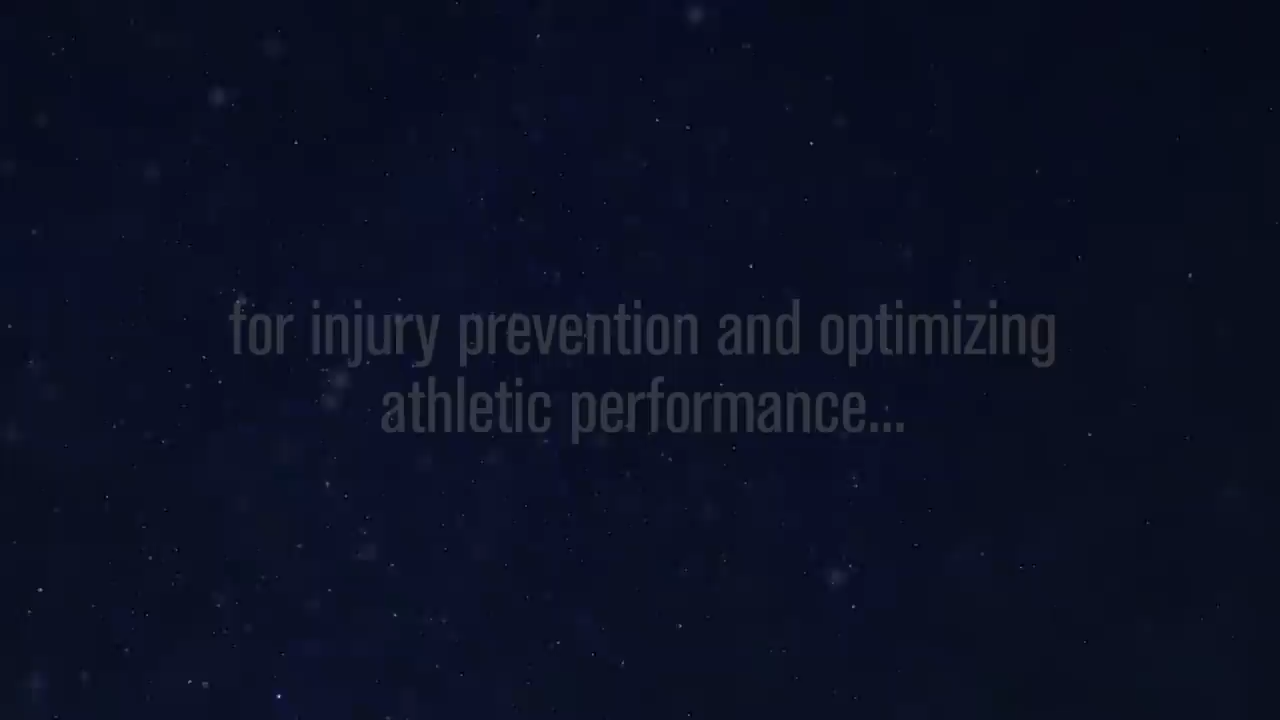 for injury prevention and optimizing
athletic performance...